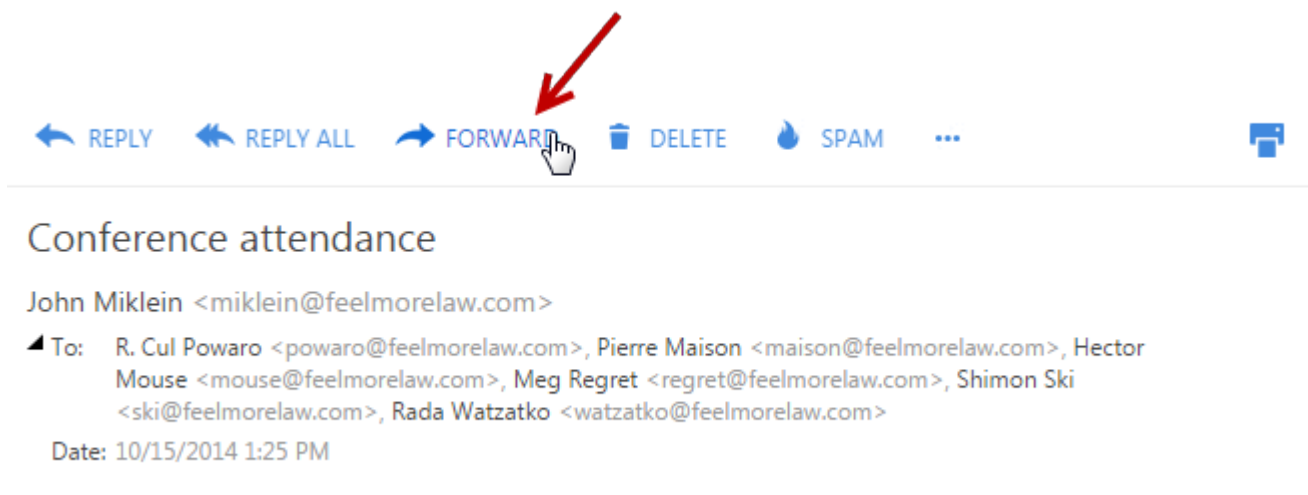 REPLY REPLY ALL FORWARD DELETE SPAM ...
Conference attendance
John Miklein <miklein@feelmorelaw.com>
To: R. Cul Powaro <powaro@feelmorelaw.com>, Pierre Maison <maison@feelmorelaw.com>, Hector
Mouse <mouse@feelmorelaw.com>, Meg Regret <regret@feelmorelaw.com>, Shimon Ski
<ski@feelmorelaw.com>, Rada Watzatko <watzatko@feelmorelaw.com>
Date: 10/15/2014 1:25 PM